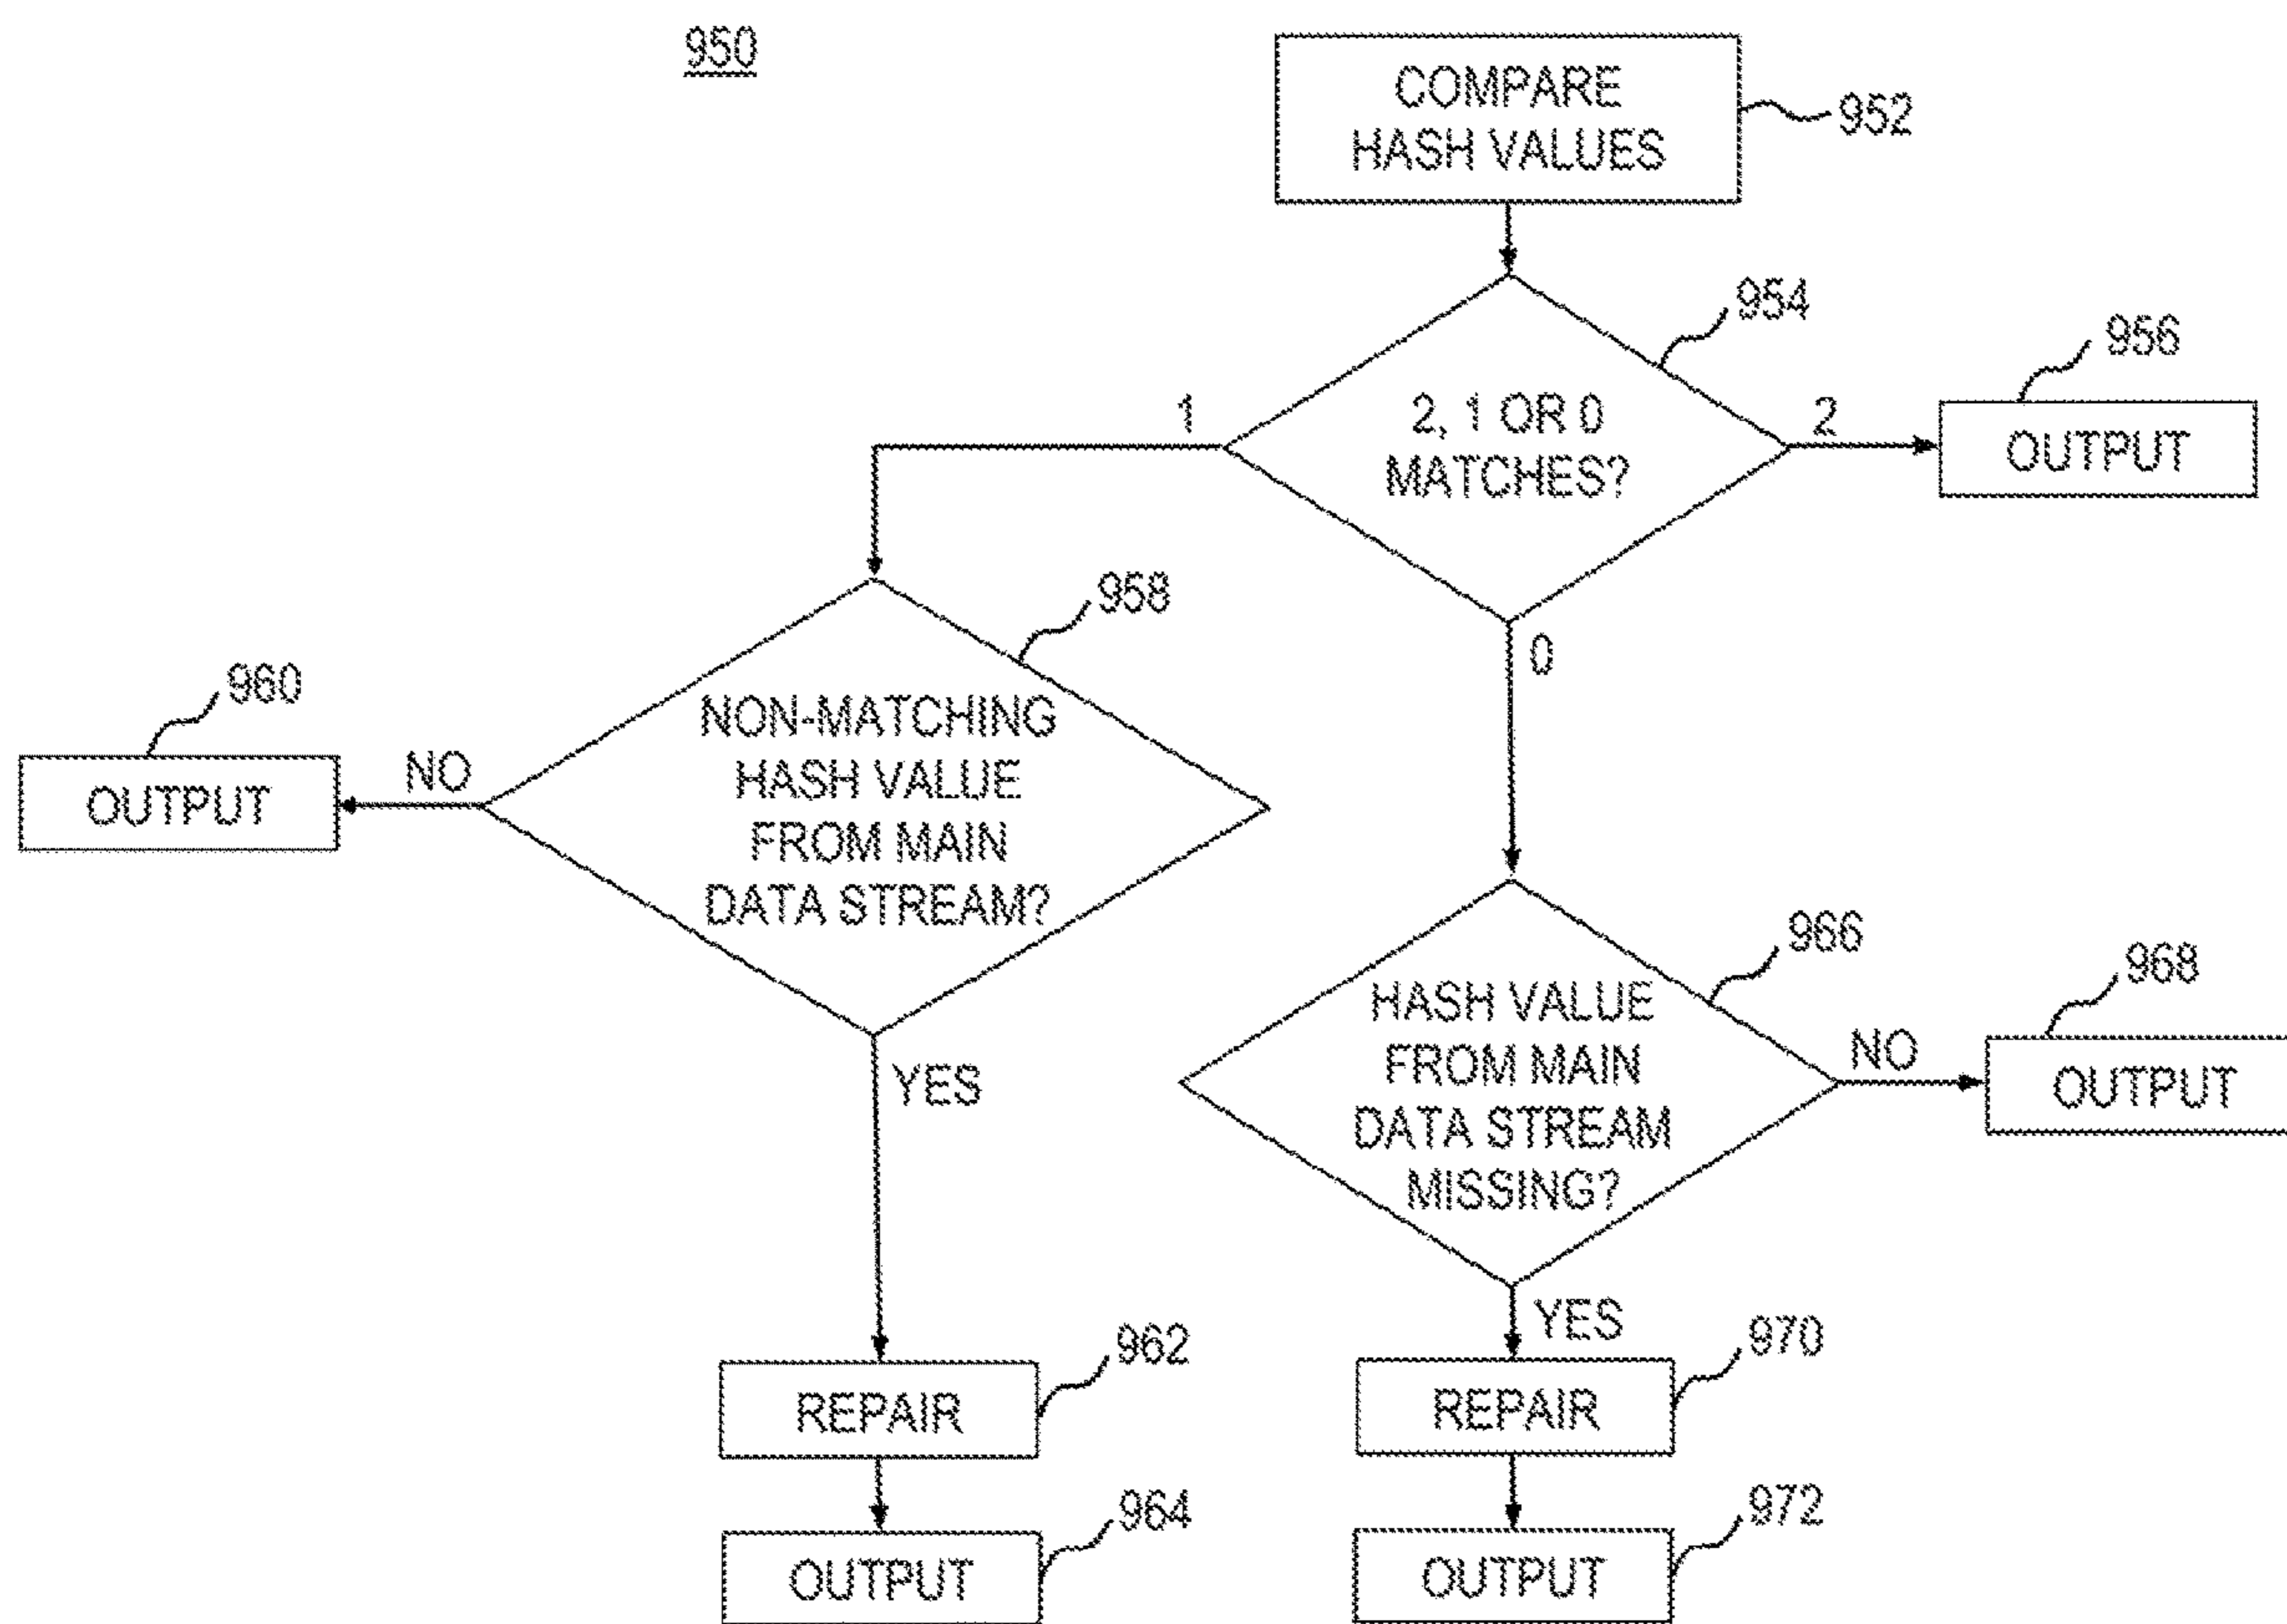 950
COMPARE
HASH VALUES
952
954
2, 1 OR 0
MATCHES?
1
2
0
956
OUTPUT
958
NON-MATCHING
HASH VALUE
FROM MAIN
DATA STREAM?
960
NO
OUTPUT
YES
966
HASH VALUE
FROM MAIN
DATA STREAM
MISSING?
968
NO
OUTPUT
YES
962
REPAIR
970
REPAIR
964
OUTPUT
972
OUTPUT